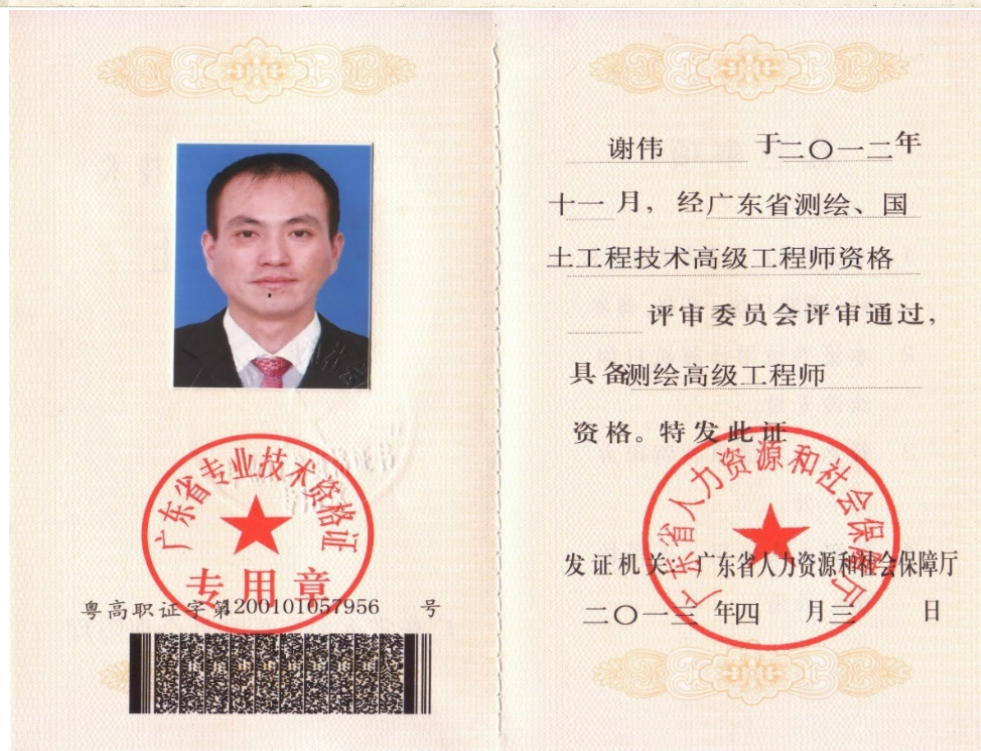 广东省专业技术资格证
专用章
粤高职证字第1200101057956 号
谢伟 于二〇一二年
十一月，经广东省测绘、国
土工程技术高级工程师资格
评审委员会评审通过，
具备测绘高级工程师
资格。特发此证
广东省人力资源和社会保障厅
发证机关：广东省人力资源和社会保障厅
二〇一三年四月三日